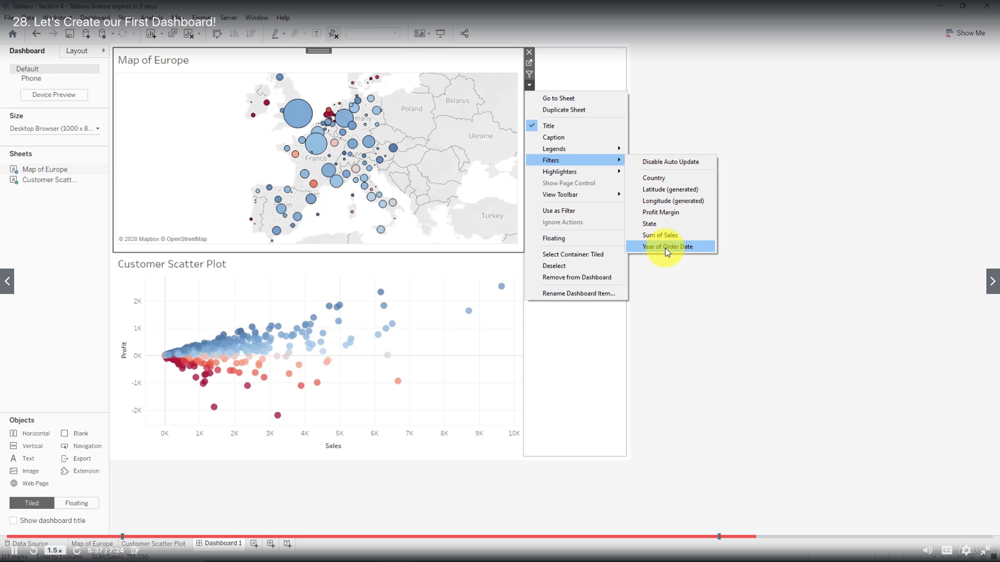 Tableau - Section 4 - Tableau license expires in 8 days
File Data Worksheet Dashboard Story Analysis Map Format Server Window Help
28. Let's Create our First Dashboard!
Show Me
Dashboard
Layout
Default
Phone
Device Preview
Size
Desktop Browser (1000 x 8...
Sheets
Map of Europe
Customer Scatt...
Objects
Horizontal
Blank
Vertical
Navigation
Text
Export
Image
Extension
Web Page
Tiled
Floating
Show dashboard title
Map of Europe
Belarus
Poland
Ukraine
France
Spain
Turkey
© 2020 Mapbox © OpenStreetMap
Go to Sheet
Duplicate Sheet
Title
Caption
Legends
Filters
Highlighters
Show Page Control
View Toolbar
Use as Filter
Ignore Actions
Floating
Select Container: Tiled
Deselect
Remove from Dashboard
Rename Dashboard Item...
Disable Auto Update
Country
Latitude (generated)
Longitude (generated)
Profit Margin
State
Sum of Sales
Year of Order Date
Customer Scatter Plot
2K
1K
0K
-1K
-2K
Profit
0K 1K 2K 3K 4K 5K 6K 7K 8K 9K 10K
Sales
Data Source
Map of Europe
Customer Scatter Plot
Dashboard 1
1.5x
5:37 / 7:24
CC
113 marks 1 row by 1 column SUM(Sales): 755,030